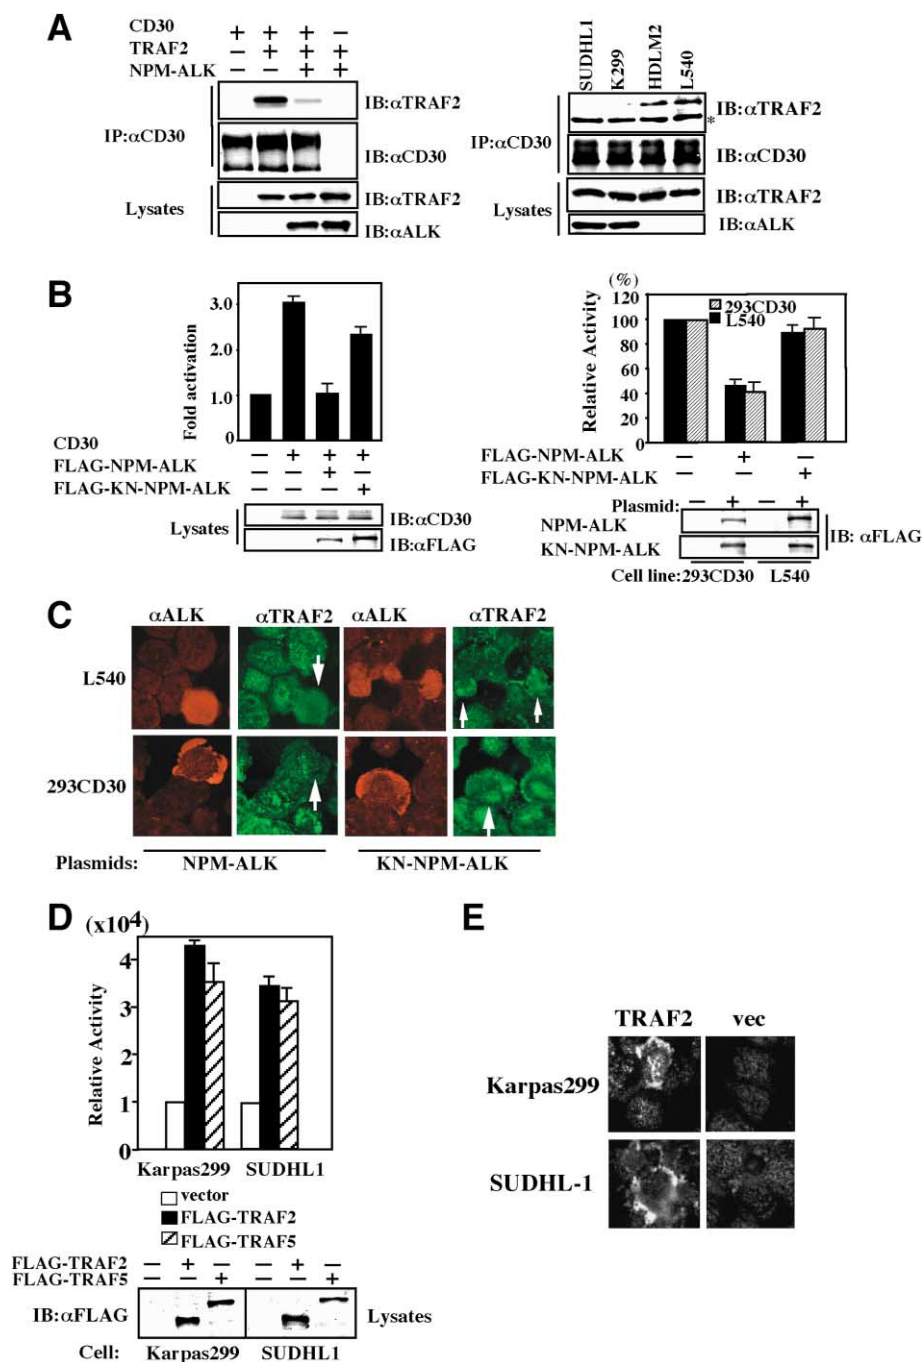 A
CD30 + + + −
TRAF2 − + + +
NPM-ALK − − + +
IB:αTRAF2
IP:αCD30
IB:αCD30
IB:αTRAF2
Lysates
IB:αALK
SUDHL1
K299
HDLM2
L540
IB:αTRAF2
*
IP:αCD30
IB:αCD30
IB:αTRAF2
Lysates
IB:αALK
B
Fold activation
3.0
2.0
1.0
0
CD30 − + + +
FLAG-NPM-ALK − − + −
FLAG-KN-NPM-ALK − − − +
Lysates
IB:αCD30
IB:αFLAG
(%)
Relative Activity
120
100
80
60
40
20
0
293CD30
L540
FLAG-NPM-ALK − + −
FLAG-KN-NPM-ALK − − +
Plasmid: − + − +
NPM-ALK
KN-NPM-ALK
IB: αFLAG
Cell line:293CD30 L540
C
αALK αTRAF2 αALK αTRAF2
L540
293CD30
Plasmids: NPM-ALK KN-NPM-ALK
D
(x10⁴)
Relative Activity
4
3
2
1
0
Karpas299 SUDHL1
vector
FLAG-TRAF2
FLAG-TRAF5
FLAG-TRAF2 − + − − + −
FLAG-TRAF5 − − + − − +
IB:αFLAG
Lysates
Cell: Karpas299 SUDHL1
E
TRAF2 vec
Karpas299
SUDHL-1